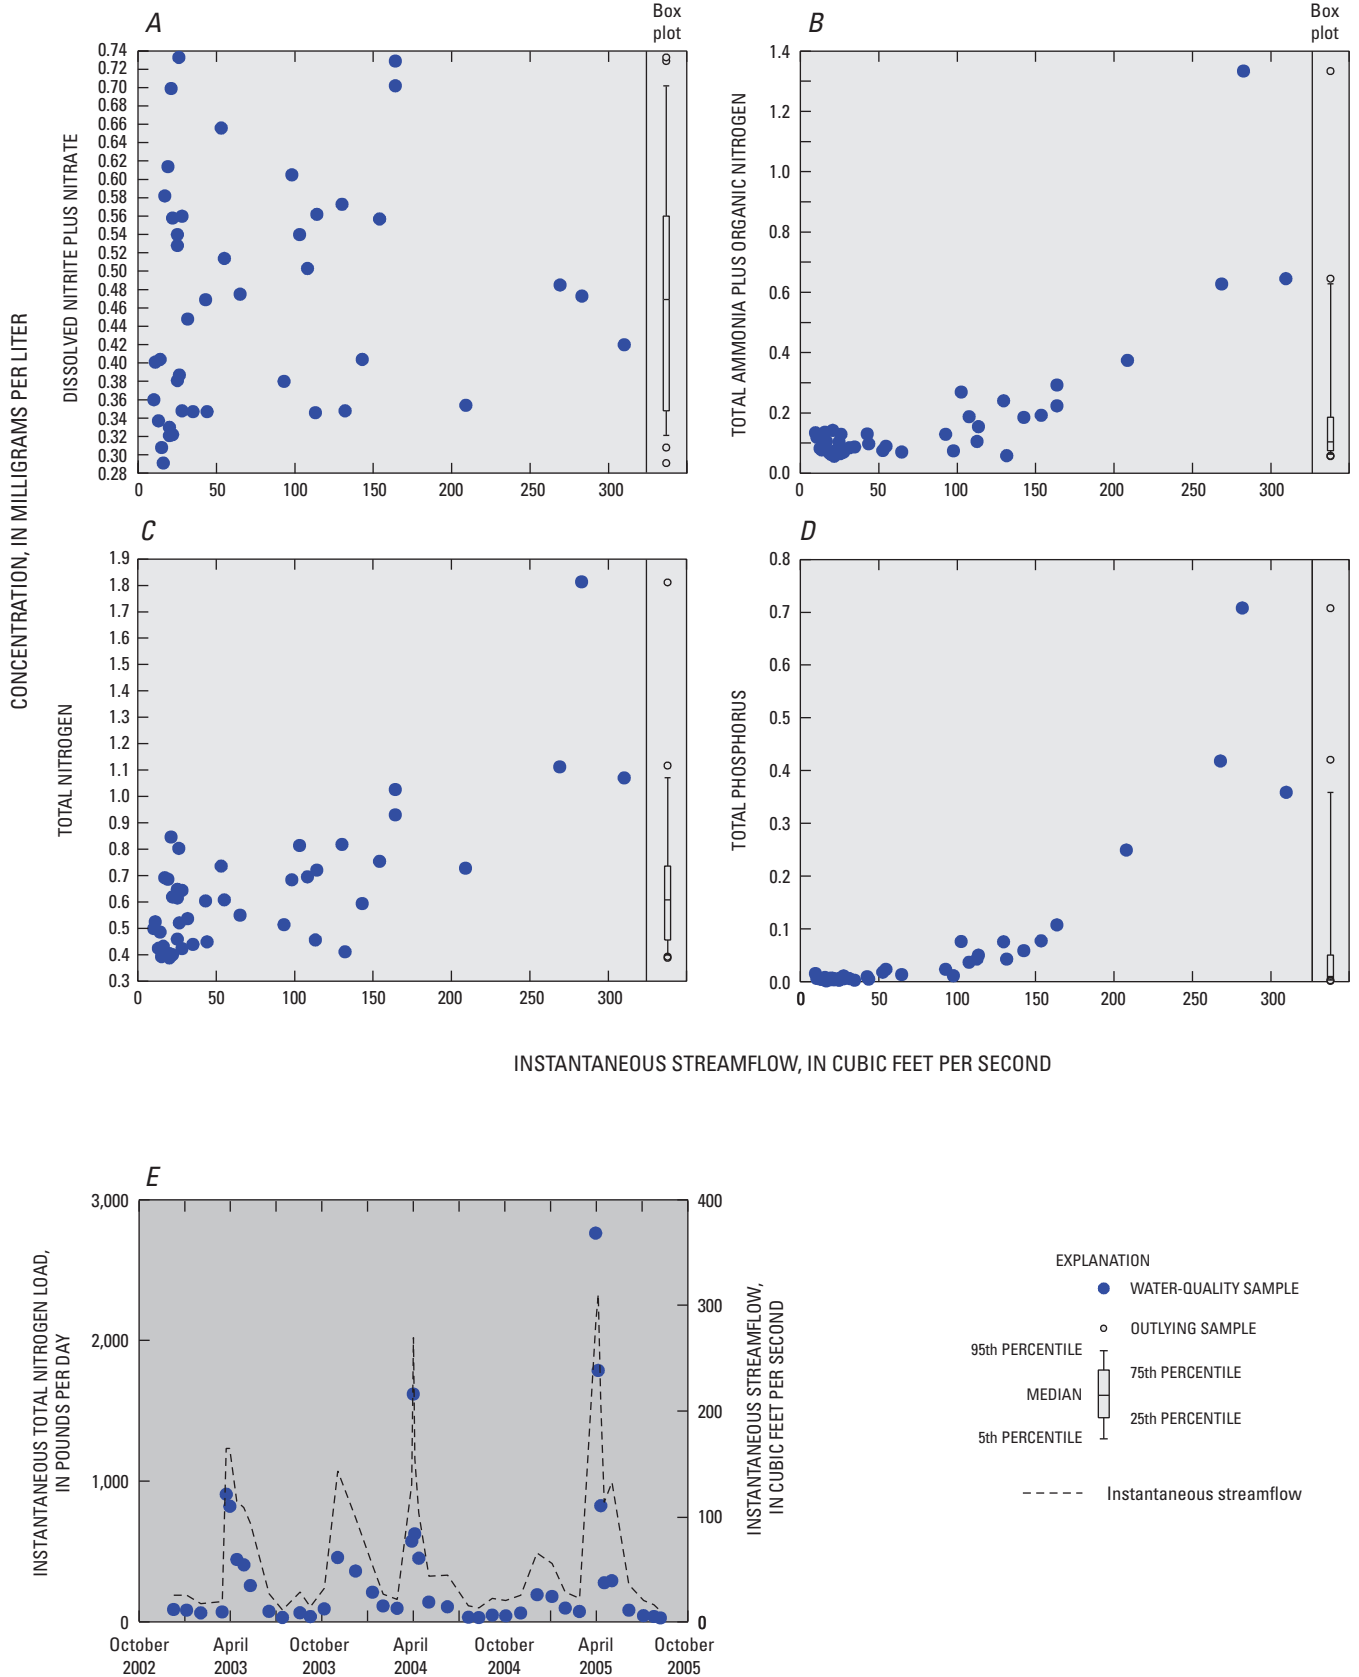 A
Box
plot
B
Box
plot
CONCENTRATION, IN MILLIGRAMS PER LITER
DISSOLVED NITRITE PLUS NITRATE
0.74
0.72
0.70
0.68
0.66
0.64
0.62
0.60
0.58
0.56
0.54
0.52
0.50
0.48
0.46
0.44
0.42
0.40
0.38
0.36
0.34
0.32
0.30
0.28
0 50 100 150 200 250 300
TOTAL AMMONIA PLUS ORGANIC NITROGEN
1.4
1.2
1.0
0.8
0.6
0.4
0.2
0.0
0 50 100 150 200 250 300
C
TOTAL NITROGEN
1.9
1.8
1.7
1.6
1.5
1.4
1.3
1.2
1.1
1.0
0.9
0.8
0.7
0.6
0.5
0.4
0.3
0 50 100 150 200 250 300
D
TOTAL PHOSPHORUS
0.8
0.7
0.6
0.5
0.4
0.3
0.2
0.1
0.0
0 50 100 150 200 250 300
INSTANTANEOUS STREAMFLOW, IN CUBIC FEET PER SECOND
E
INSTANTANEOUS TOTAL NITROGEN LOAD,
IN POUNDS PER DAY
3,000
2,000
1,000
0
400
300
200
100
0
INSTANTANEOUS STREAMFLOW,
IN CUBIC FEET PER SECOND
October April October April October April October
2002 2003 2003 2004 2004 2005 2005
EXPLANATION
WATER-QUALITY SAMPLE
OUTLYING SAMPLE
95th PERCENTILE
75th PERCENTILE
MEDIAN
25th PERCENTILE
5th PERCENTILE
Instantaneous streamflow